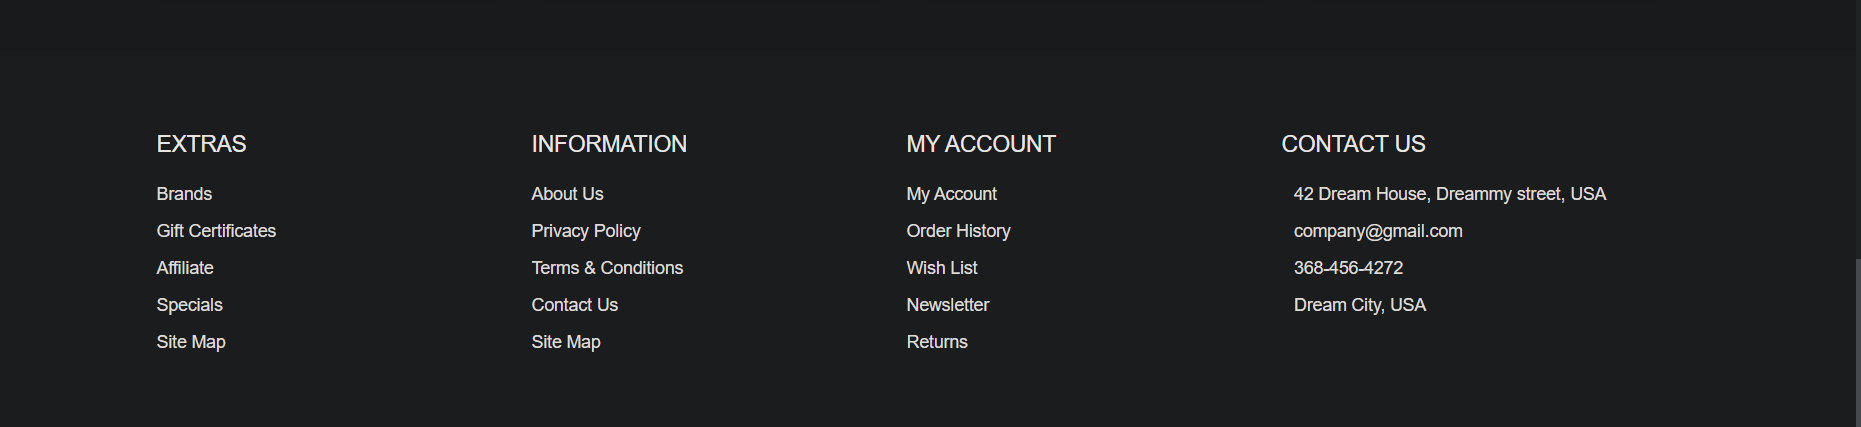 EXTRAS
Brands
Gift Certificates
Affiliate
Specials
Site Map
INFORMATION
About Us
Privacy Policy
Terms & Conditions
Contact Us
Site Map
MY ACCOUNT
My Account
Order History
Wish List
Newsletter
Returns
CONTACT US
42 Dream House, Dreammy street, USA
company@gmail.com
368-456-4272
Dream City, USA